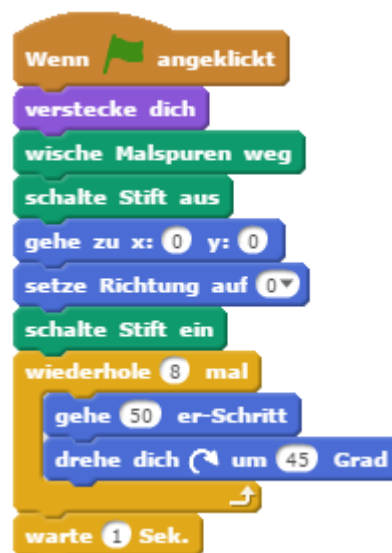 Wenn angeklickt
verstecke dich
wische Malspuren weg
schalte Stift aus
gehe zu x: 0 y: 0
setze Richtung auf 0
schalte Stift ein
wiederhole 8 mal
gehe 50 er-Schritt
drehe dich um 45 Grad
warte 1 Sek.